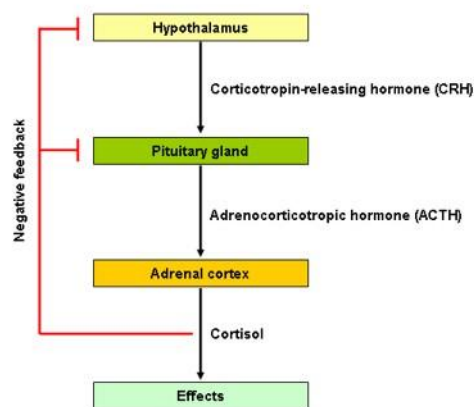 Hypothalamus
Corticotropin-releasing hormone (CRH)
Pituitary gland
Negative feedback
Adrenocorticotropic hormone (ACTH)
Adrenal cortex
Cortisol
Effects